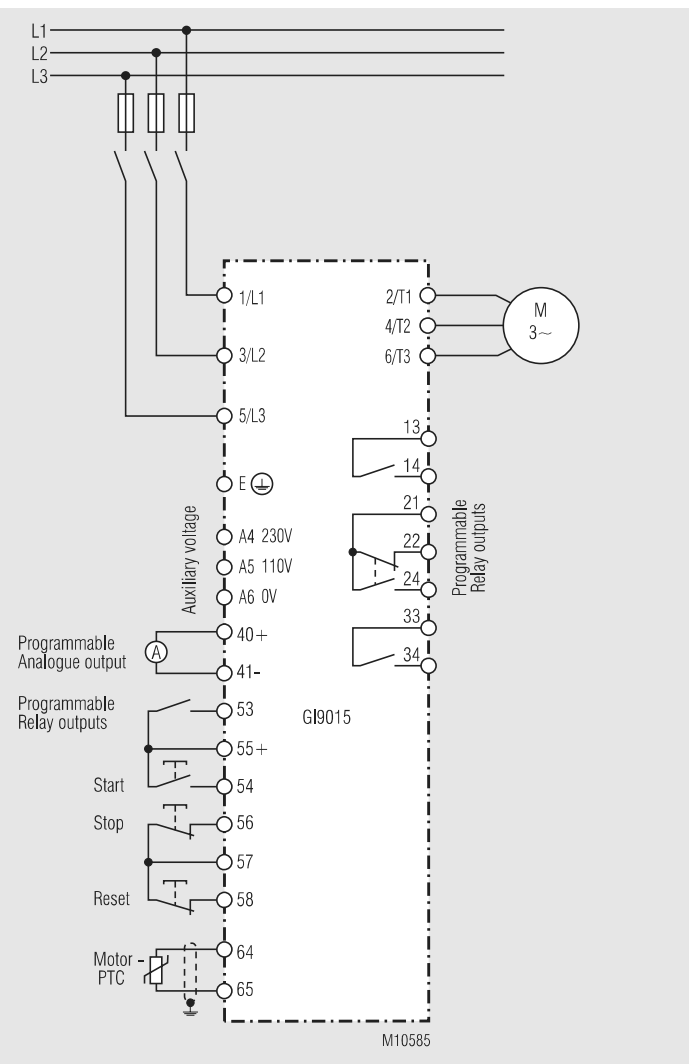 L1
L2
L3
1/L1
2/T1
M
3~
4/T2
3/L2
6/T3
5/L3
13
14
E
21
Auxiliary voltage
A4 230V
22
Programmable
Relay outputs
A5 110V
24
A6 0V
33
40+
Programmable
Analogue output
A
34
41-
Programmable
Relay outputs
53
GI9015
55+
Start
54
Stop
56
57
Reset
58
64
Motor -
PTC
65
M10585